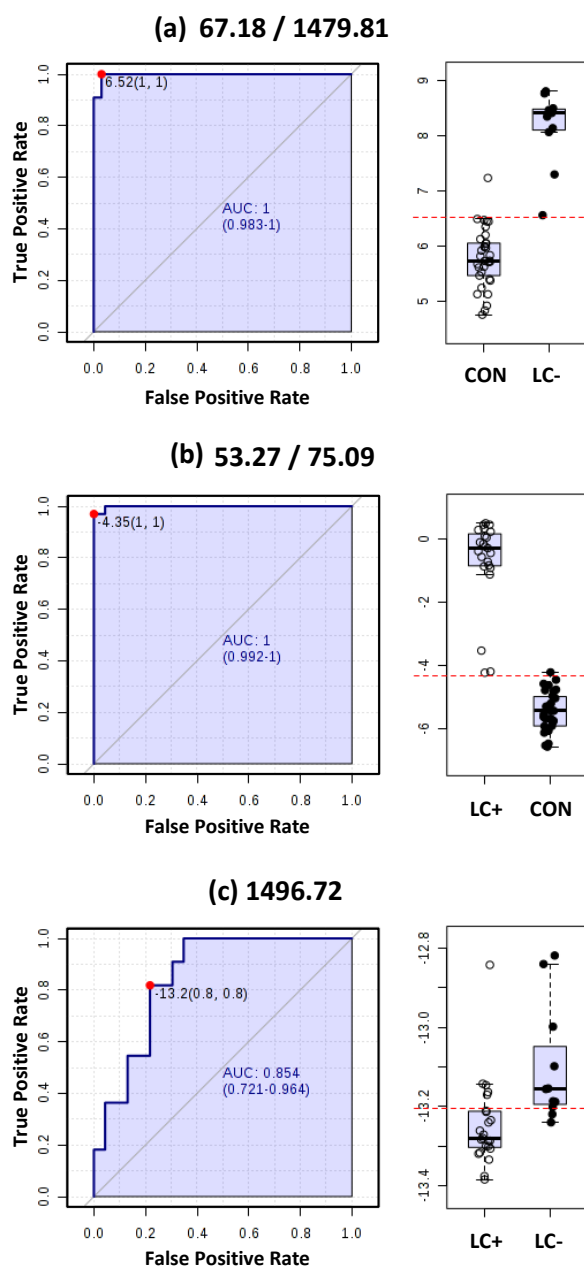 (a) 67.18 / 1479.81
True Positive Rate
1.0
0.8
0.6
0.4
0.2
0.0
6.52(1, 1)
AUC: 1
(0.983-1)
0.0 0.2 0.4 0.6 0.8 1.0
False Positive Rate
9
8
7
6
5
CON LC-
(b) 53.27 / 75.09
True Positive Rate
1.0
0.8
0.6
0.4
0.2
0.0
-4.35(1, 1)
AUC: 1
(0.992-1)
0.0 0.2 0.4 0.6 0.8 1.0
False Positive Rate
0
-2
-4
-6
LC+ CON
(c) 1496.72
True Positive Rate
1.0
0.8
0.6
0.4
0.2
0.0
-13.2(0.8, 0.8)
AUC: 0.854
(0.721-0.964)
0.0 0.2 0.4 0.6 0.8 1.0
False Positive Rate
-12.8
-13.0
-13.2
-13.4
LC+ LC-